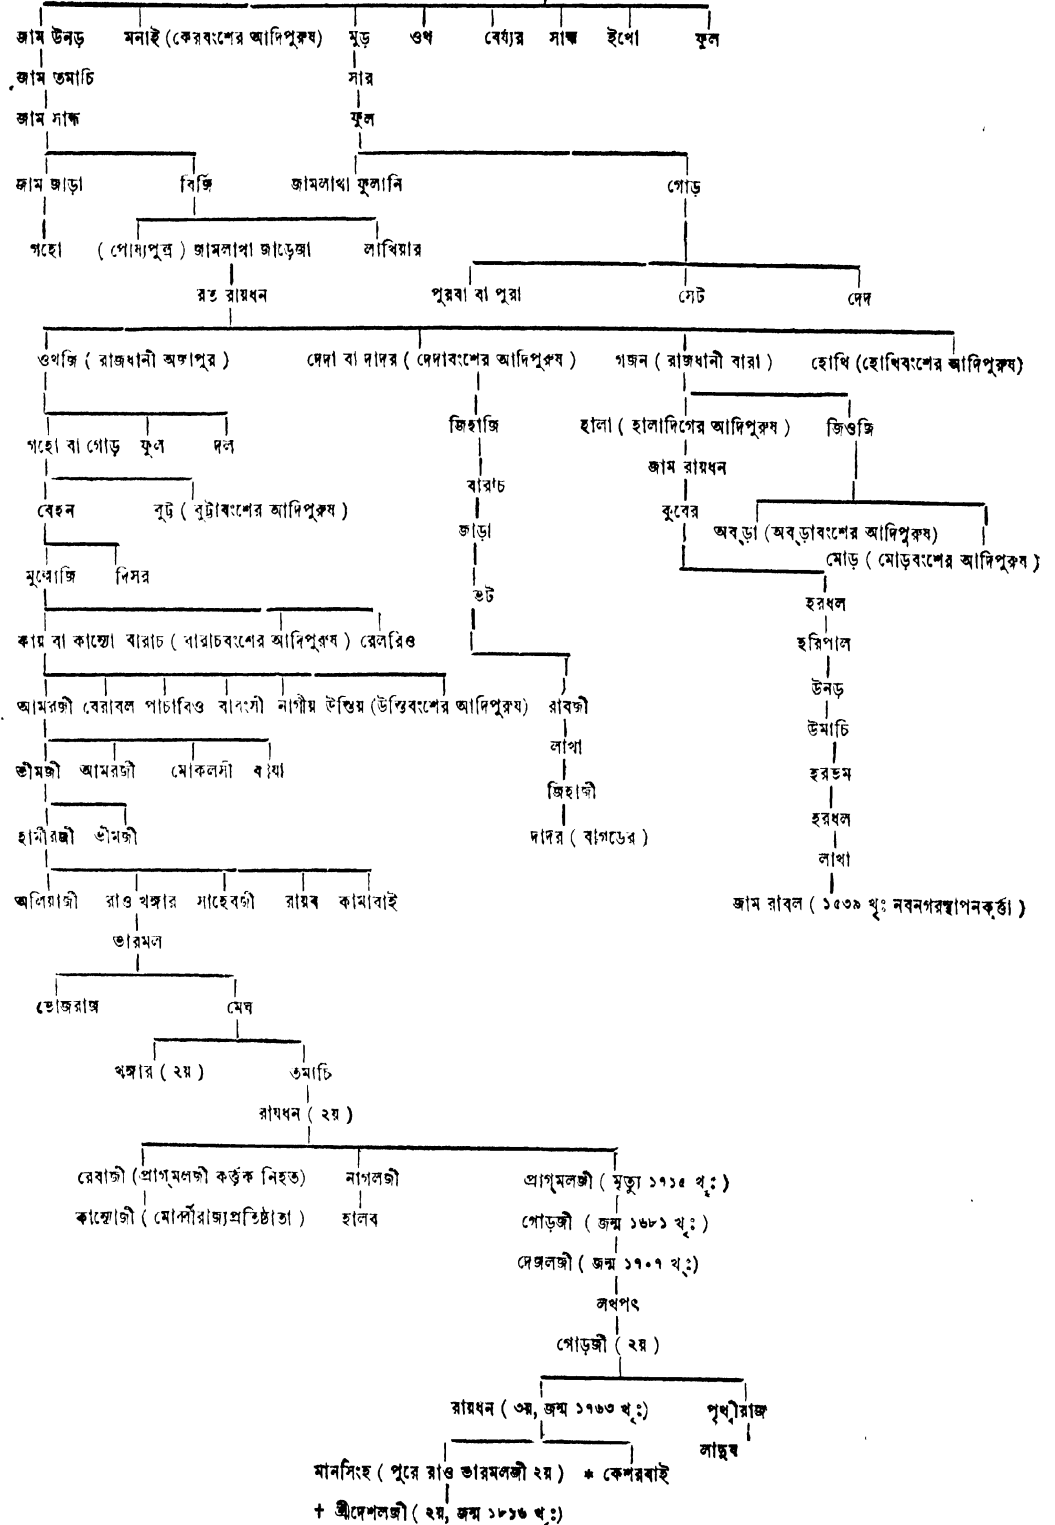 জাম উনড় মনাই (কেরবংশের আদিপুরুষ) মুড় ওথ বের্য্যর সান্ধ ইপো ফুল
জাম তমাচি সার
জাম সান্ধ ফুল
জাম জাড়া বির্জি জামলাখা ফুলানি গোড়
গহো ( পোষ্যপুত্র ) জামলাখা জাড়েজা লাখিয়ার
রত রায়ধন পুরবা বা পুরা সেট দেদ
ওথজি ( রাজধানী অজাপুর ) দেদা বা দাদর ( দেদাবংশের আদিপুরুষ ) গজন ( রাজধানী বারা ) হোথি (হোথিবংশের আদিপুরুষ)
গহো বা গোড় ফুল দল জিহাজি হালা ( হালাদিগের আদিপুরুষ ) জিওজি
জাম রায়ধন
বেহন বুট্ট ( বুট্টাবংশের আদিপুরুষ ) বারাচ কুবের
জাড়া অব্‌ড়া (অব্‌ড়াবংশের আদিপুরুষ)
মোড় ( মোড়বংশের আদিপুরুষ )
দিসর ভট হরধল
কায় বা কান্থো বারাচ ( বারাচবংশের আদিপুরুষ ) রেলরিও হরিপাল
উনড়
আমরজী বেরাবল পাচারিও নাগীয় উস্তিয় (উস্তিবংশের আদিপুরুষ) রাবজী
উমাচি
লাখা
ভীমজী আমরজী মোকলসী হরভম
জিহাজী
হামীরজী ভীমজী দাদর ( বাগডের ) হরধল
লাখা
অলিয়াজী রাও খঙ্গার সাহেবজী রায়ব কামাবাই জাম রাবল ( ১৫৩৯ খৃঃ নবনগরস্থাপনকর্ত্তা )
ভারমল
ভোজরাজ মেঘ
খঙ্গার ( ২য় ) তমাচি
রায়ধন ( ২য় )
রেবাজী (প্রাগ্‌মলজী কর্ত্তৃক নিহত) নাগলজী প্রাগ্‌মলজী ( মৃত্যু ১৭১৫ খৃঃ )
কান্থোজী ( মোর্ব্বীরাজ্যপ্রতিষ্ঠাতা ) হালব গোড়জী ( জন্ম ১৬৮১ খৃঃ )
দেশলজী ( জন্ম ১৭০৭ খৃঃ)
লখপৎ
গোড়জী ( ২য় )
রায়ধন ( ৩য়, জন্ম ১৭৬৩ খৃঃ) পৃথ্বীরাজ
লাদুব
মানসিংহ ( পুরে রাও ভারমলজী ২য় ) * কেশরবাই
+ শ্রীদেশলজী ( ২য়, জন্ম ১৮১৬ খৃঃ)